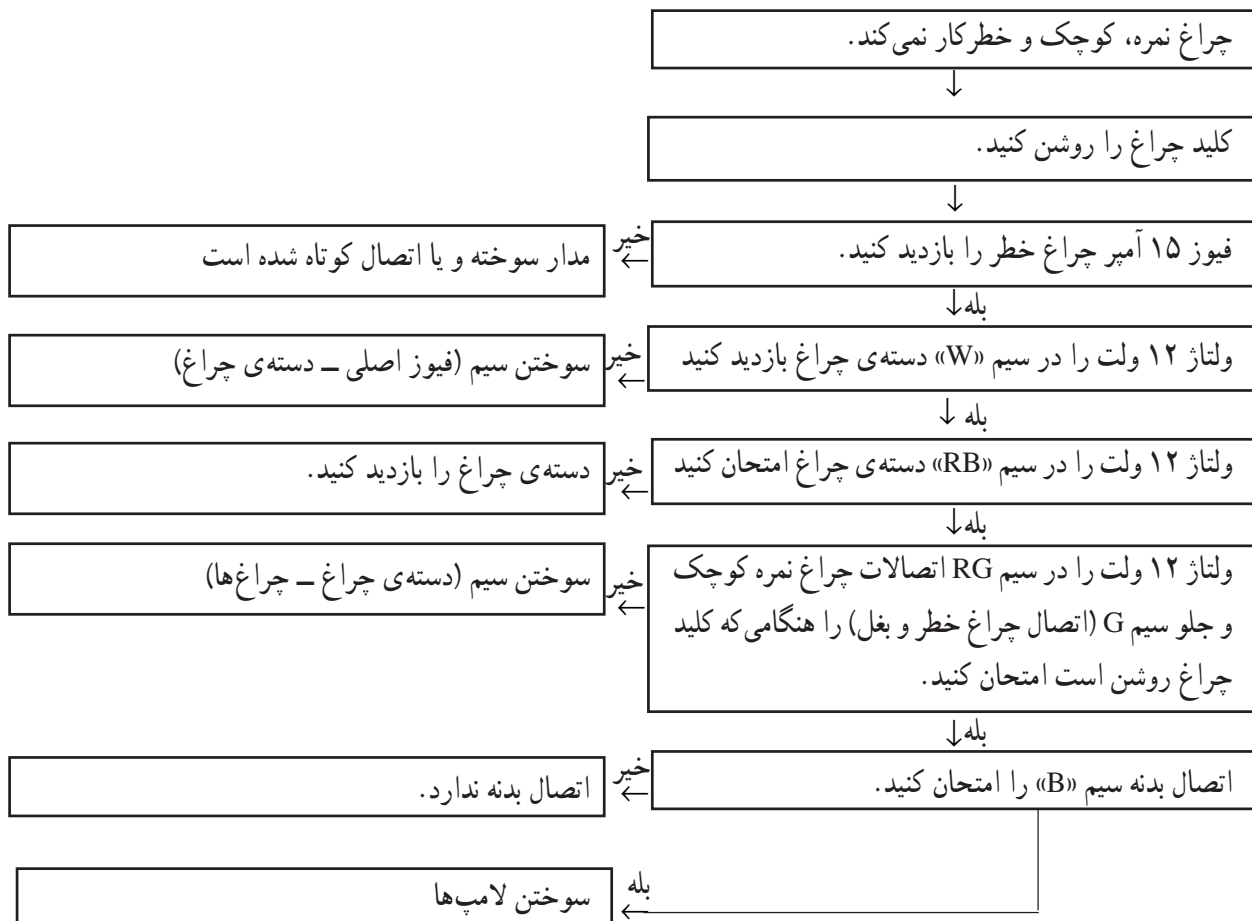 چراغ نمره، کوچک و خطرکار نمی‌کند.
کلید چراغ را روشن کنید.
فیوز ۱۵ آمپر چراغ خطر را بازدید کنید.
خیر
مدار سوخته و یا اتصال کوتاه شده است
بله
ولتاژ ۱۲ ولت را در سیم «W» دسته‌ی چراغ بازدید کنید
خیر
سوختن سیم (فیوز اصلی ــ دسته‌ی چراغ)
بله
ولتاژ ۱۲ ولت را در سیم «RB» دسته‌ی چراغ امتحان کنید
خیر
دسته‌ی چراغ را بازدید کنید.
بله
ولتاژ ۱۲ ولت را در سیم RG اتصالات چراغ نمره کوچک
و جلو سیم G (اتصال چراغ خطر و بغل) را هنگامی‌که کلید
چراغ روشن است امتحان کنید.
خیر
سوختن سیم (دسته‌ی چراغ ــ چراغ‌ها)
بله
اتصال بدنه سیم «B» را امتحان کنید.
خیر
اتصال بدنه ندارد.
بله
سوختن لامپ‌ها